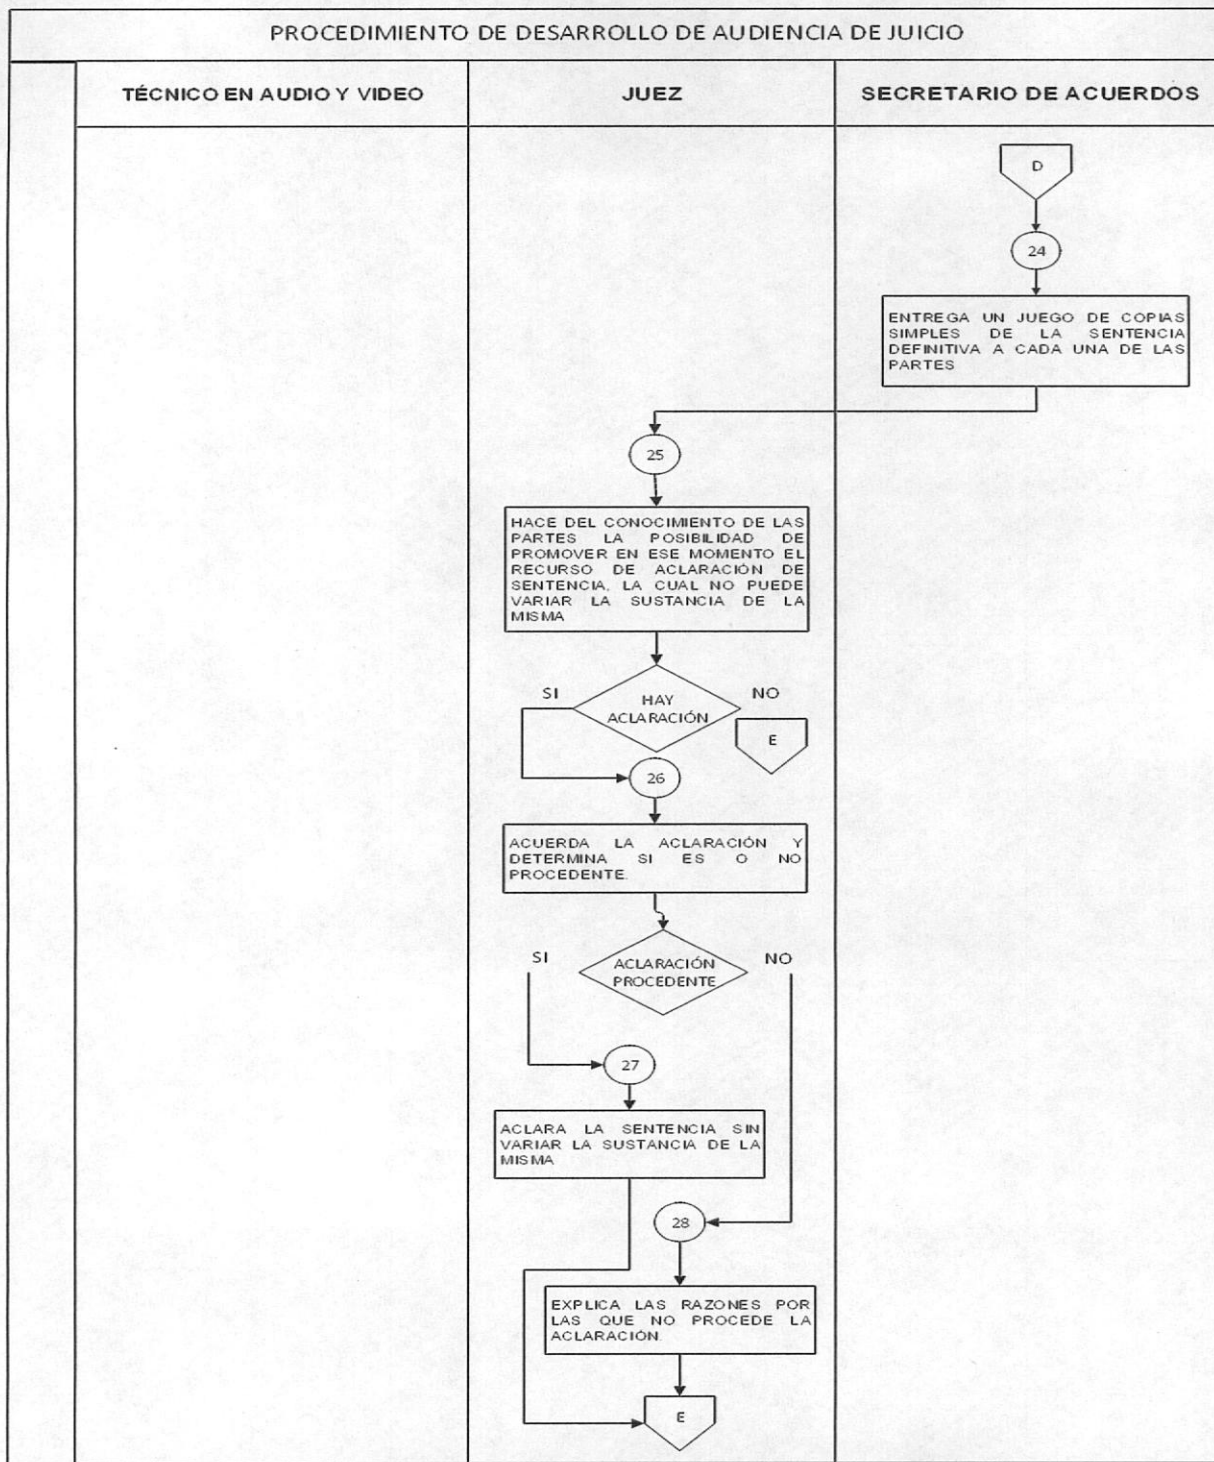 PROCEDIMIENTO DE DESARROLLO DE AUDIENCIA DE JUICIO
TÉCNICO EN AUDIO Y VIDEO
JUEZ
SECRETARIO DE ACUERDOS
D
24
ENTREGA UN JUEGO DE COPIAS
SIMPLES DE LA SENTENCIA
DEFINITIVA A CADA UNA DE LAS
PARTES
25
HACE DEL CONOCIMIENTO DE LAS
PARTES LA POSIBILIDAD DE
PROMOVER EN ESE MOMENTO EL
RECURSO DE ACLARACIÓN DE
SENTENCIA, LA CUAL NO PUEDE
VARIAR LA SUSTANCIA DE LA
MISMA
SI
HAY
ACLARACIÓN
NO
E
26
ACUERDA LA ACLARACIÓN Y
DETERMINA SI ES O NO
PROCEDENTE.
SI
ACLARACIÓN
PROCEDENTE
NO
27
ACLARA LA SENTENCIA SIN
VARIAR LA SUSTANCIA DE LA
MISMA
28
EXPLICA LAS RAZONES POR
LAS QUE NO PROCEDE LA
ACLARACIÓN.
E